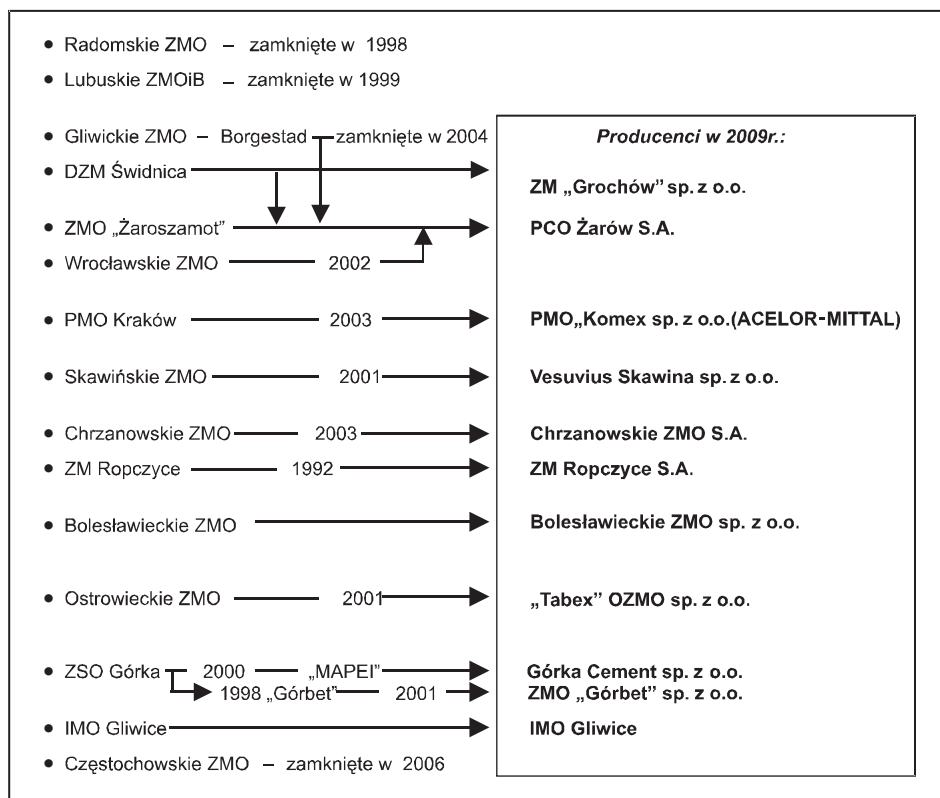 • Radomskie ZMO – zamknięte w 1998
• Lubuskie ZMOiB – zamknięte w 1999
• Gliwickie ZMO – Borgestad zamknięte w 2004
Producenci w 2009r.:
• DZM Świdnica
ZM „Grochów” sp. z o.o.
• ZMO „Żaroszamot”
PCO Żarów S.A.
• Wrocławskie ZMO 2002
• PMO Kraków 2003
PMO„Komex sp. z o.o.(ACELOR-MITTAL)
• Skawińskie ZMO 2001
Vesuvius Skawina sp. z o.o.
• Chrzanowskie ZMO 2003
Chrzanowskie ZMO S.A.
• ZM Ropczyce 1992
ZM Ropczyce S.A.
• Bolesławieckie ZMO
Bolesławieckie ZMO sp. z o.o.
• Ostrowieckie ZMO 2001
„Tabex” OZMO sp. z o.o.
• ZSO Górka 2000 „MAPEI”
Górka Cement sp. z o.o.
1998 „Górbet” 2001
ZMO „Górbet” sp. z o.o.
• IMO Gliwice
IMO Gliwice
• Częstochowskie ZMO – zamknięte w 2006